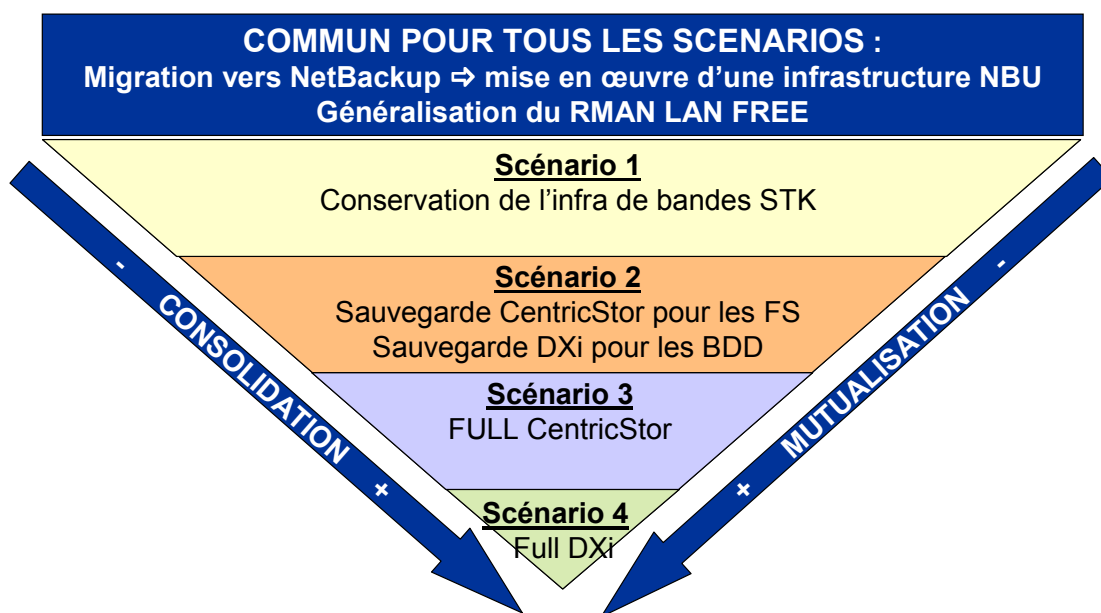 COMMUN POUR TOUS LES SCENARIOS :
Migration vers NetBackup ⇨ mise en œuvre d’une infrastructure NBU
Généralisation du RMAN LAN FREE
Scénario 1
Conservation de l’infra de bandes STK
Scénario 2
Sauvegarde CentricStor pour les FS
Sauvegarde DXi pour les BDD
Scénario 3
FULL CentricStor
Scénario 4
Full DXi
- CONSOLIDATION +
- MUTUALISATION +